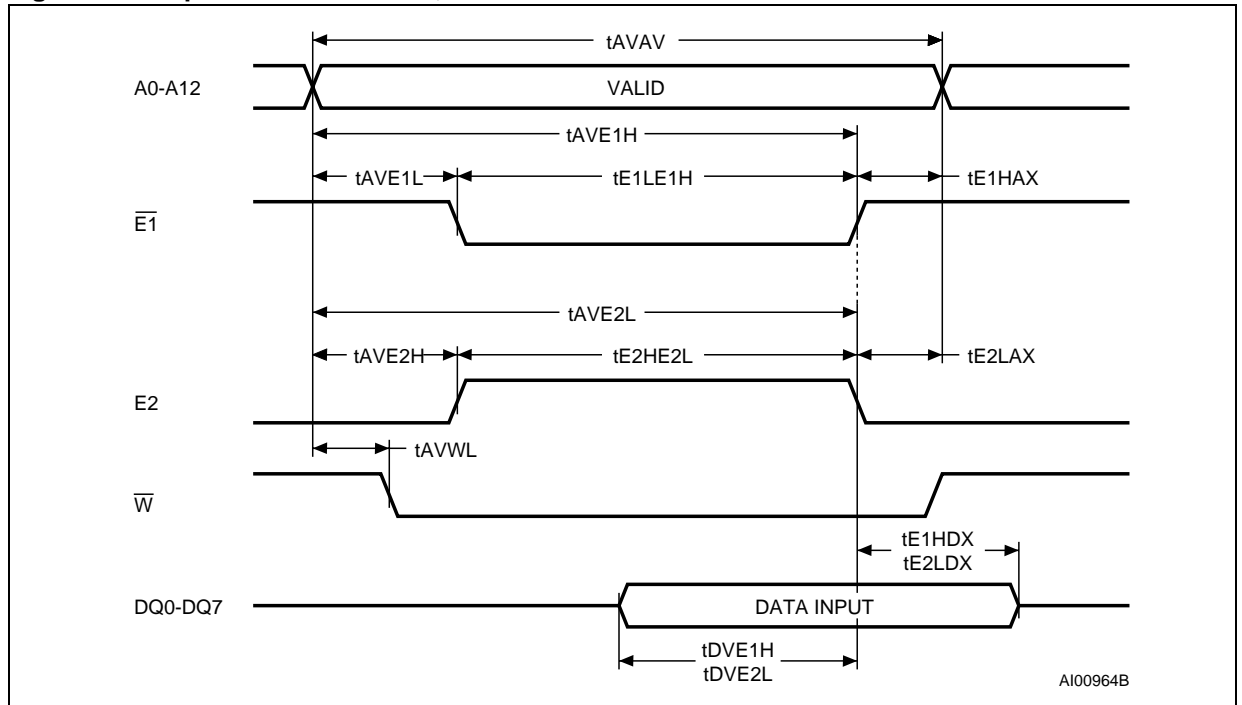 tAVAV
A0-A12
VALID
tAVE1H
tAVE1L
tE1LE1H
tE1HAX
E1
tAVE2L
tAVE2H
tE2HE2L
tE2LAX
E2
tAVWL
W
tE1HDX
tE2LDX
DQ0-DQ7
DATA INPUT
tDVE1H
tDVE2L
AI00964B